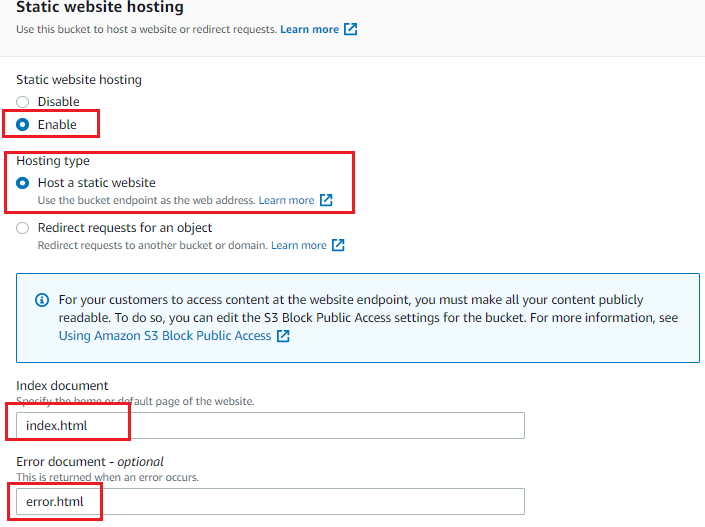 Static website hosting
Use this bucket to host a website or redirect requests. Learn more
Static website hosting
Disable
Enable
Hosting type
Host a static website
Use the bucket endpoint as the web address. Learn more
Redirect requests for an object
Redirect requests to another bucket or domain. Learn more
For your customers to access content at the website endpoint, you must make all your content publicly
readable. To do so, you can edit the S3 Block Public Access settings for the bucket. For more information, see
Using Amazon S3 Block Public Access
Index document
Specify the home or default page of the website.
index.html
Error document - optional
This is returned when an error occurs.
error.html